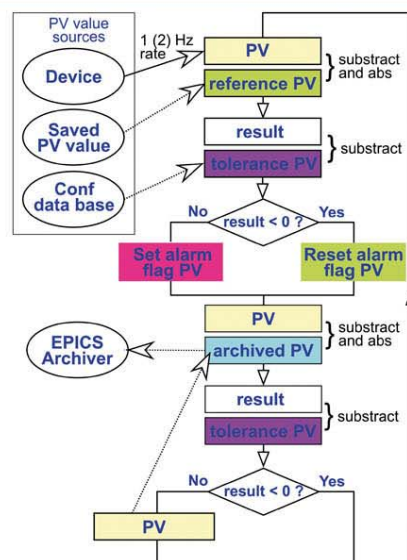 PV value
sources
1 (2) Hz
rate
Device
PV
reference PV
substract
and abs
Saved
PV value
result
tolerance PV
substract
Conf
data base
No
result < 0 ?
Yes
Set alarm
flag PV
Reset alarm
flag PV
PV
archived PV
substract
and abs
EPICS
Archiver
result
tolerance PV
substract
No
result < 0 ?
Yes
PV